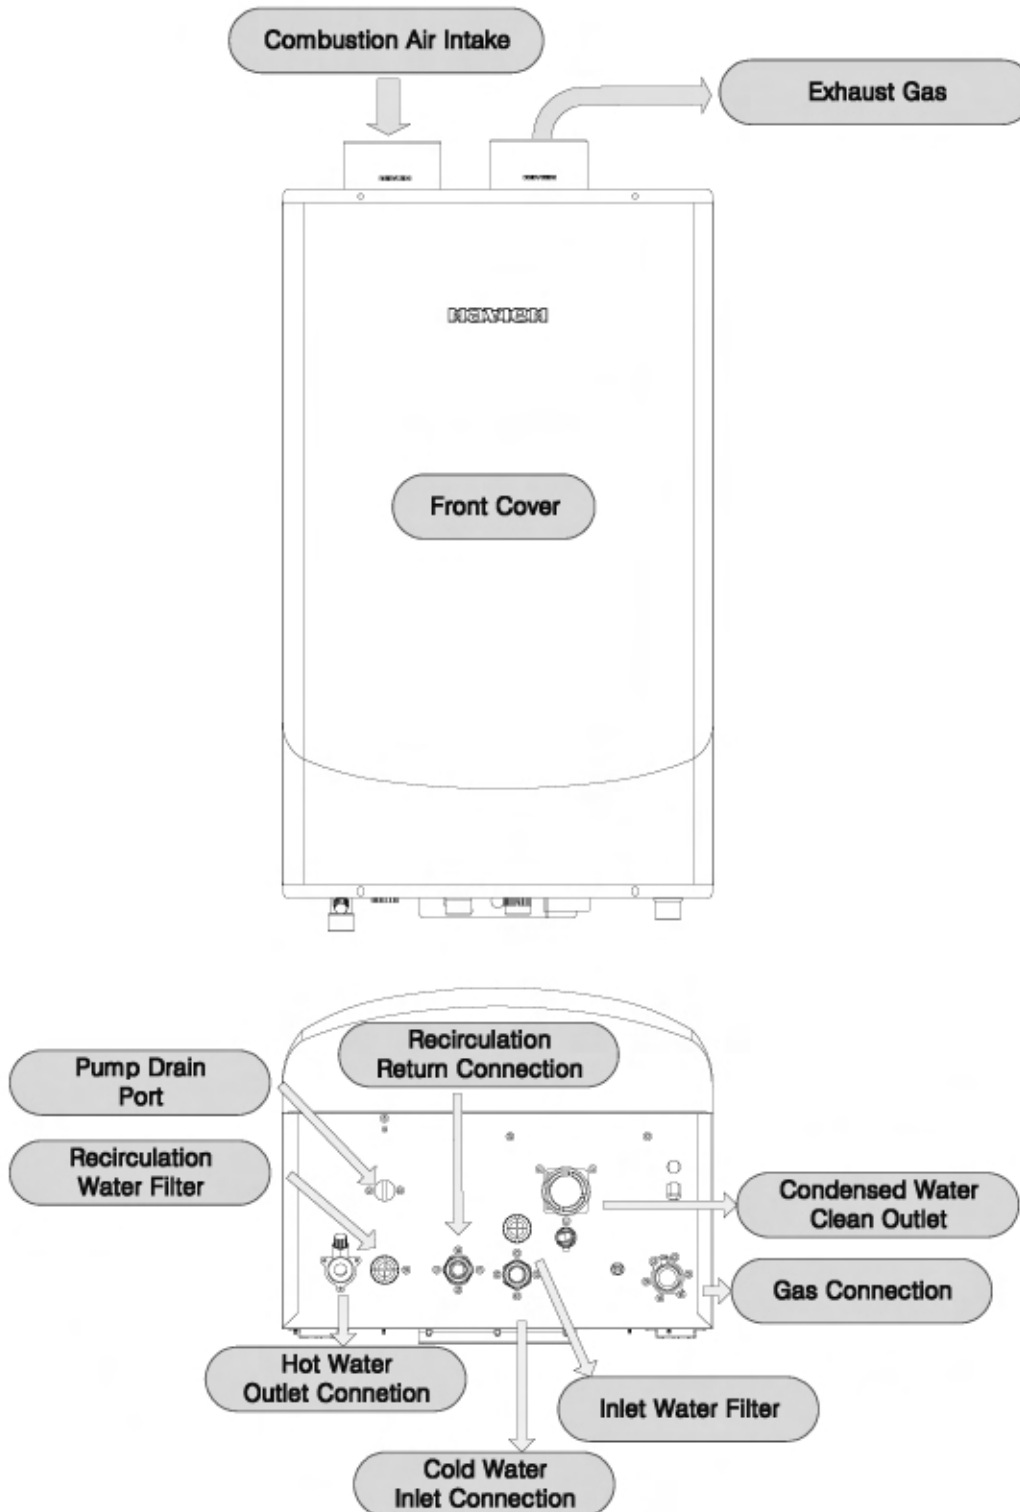 Combustion Air Intake
Exhaust Gas
NAVIEN
Front Cover
Recirculation
Return Connection
Pump Drain
Port
Recirculation
Water Filter
Condensed Water
Clean Outlet
Gas Connection
Hot Water
Outlet Connetion
Inlet Water Filter
Cold Water
Inlet Connection